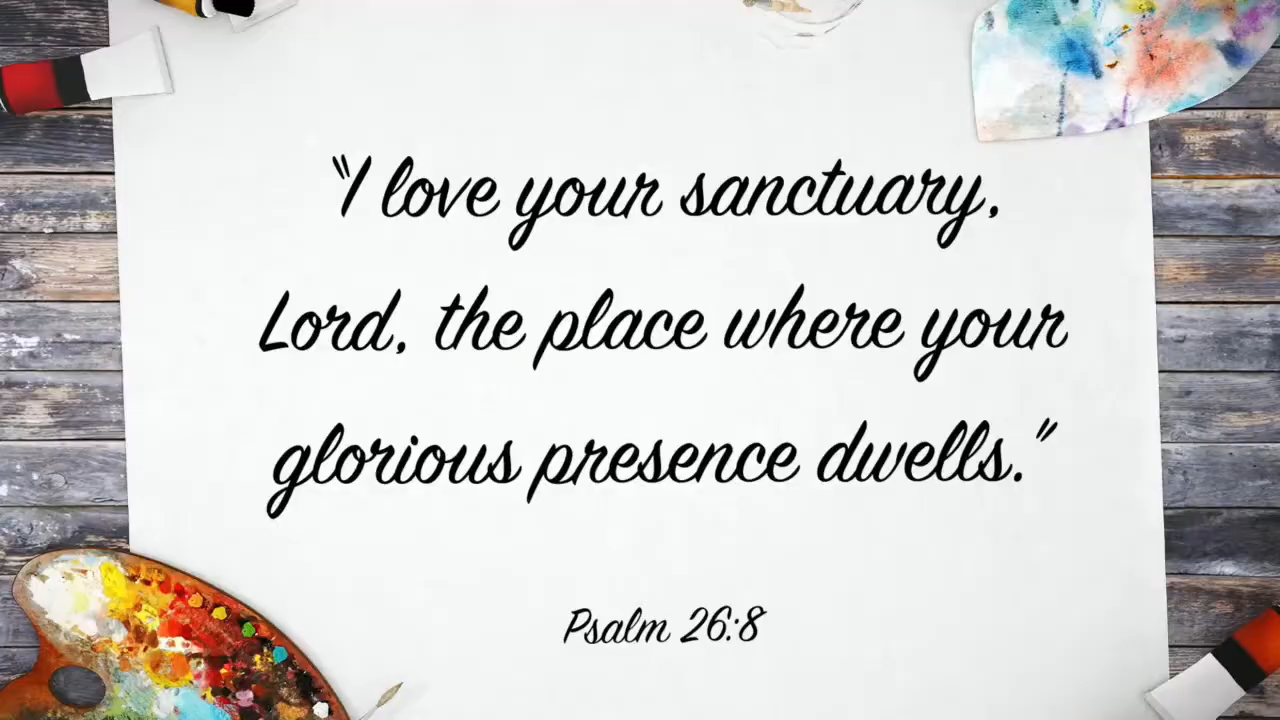 "I love your sanctuary,
Lord, the place where your
glorious presence dwells."
Psalm 26:8